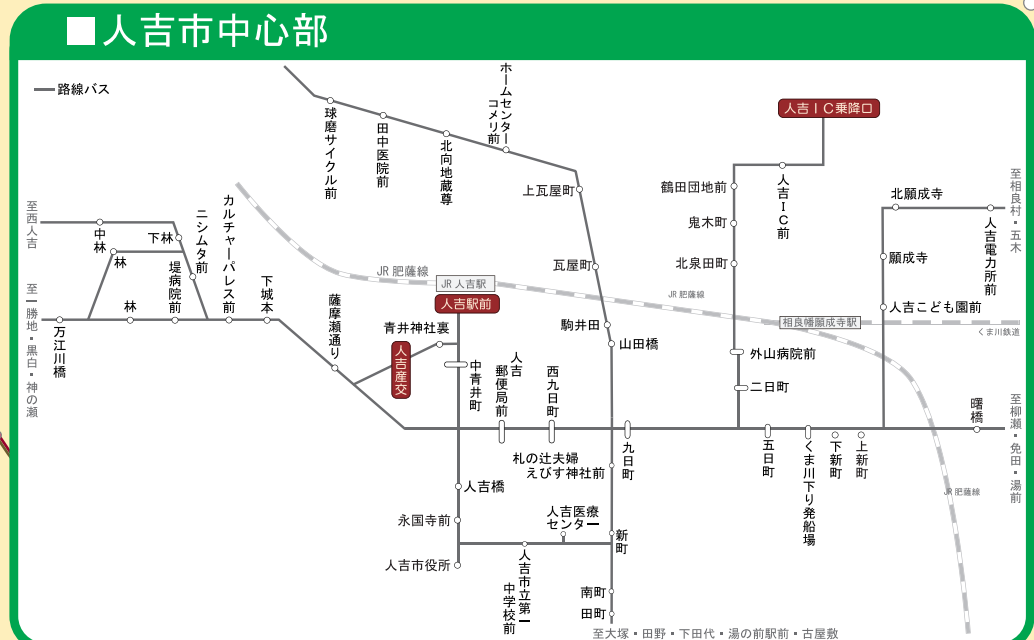 ■人吉市中心部
路線バス
ホームセンター
コメリ前
球磨サイクル前
田中医院前
北向地蔵尊
上瓦屋町
瓦屋町
駒井田
山田橋
人吉IC乗降口
人吉IC前
鶴田団地前
鬼木町
北泉田町
外山病院前
二日町
至相良村・五木
北願成寺
人吉電力所前
願成寺
人吉こども園前
至西人吉
中林
林
下林
ニシムタ前
カルチャーパレス前
堤病院前
下城本
林
万江川橋
至一勝地・黒白・神の瀬
薩摩瀬通り
JR 肥薩線
JR 人吉駅
人吉駅前
JR 肥薩線
相良幡願成寺駅
くま川鉄道
青井神社裏
人吉産交
中青井町
人吉
郵便局前
西九日町
札の辻夫婦
えびす神社前
九日町
五日町
くま川下り発船場
下新町
上新町
曙橋
至柳瀬・免田・湯前
JR 肥薩線
人吉橋
永国寺前
人吉市役所
人吉医療
センター
人吉市立第一
中学校前
新町
南町
田町
至大塚・田野・下田代・湯の前駅前・古屋敷